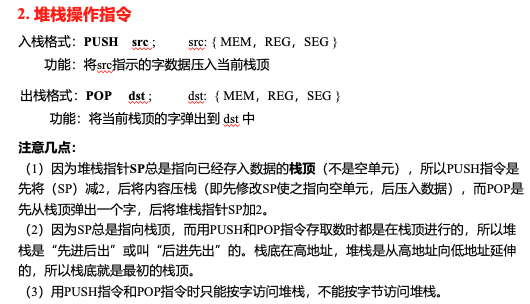 2. 堆栈操作指令
入栈格式：PUSH src ; src: { MEM，REG，SEG }
功能：将src指示的字数据压入当前栈顶
出栈格式：POP dst ; dst: { MEM，REG，SEG }
功能：将当前栈顶的字弹出到 dst 中
注意几点：
（1）因为堆栈指针SP总是指向已经存入数据的栈顶（不是空单元），所以PUSH指令是
先将（SP）减2，后将内容压栈（即先修改SP使之指向空单元，后压入数据），而POP是
先从栈顶弹出一个字，后将堆栈指针SP加2。
（2）因为SP总是指向栈顶，而用PUSH和POP指令存取数时都是在栈顶进行的，所以堆
栈是“先进后出”或叫“后进先出”的。栈底在高地址，堆栈是从高地址向低地址延伸
的，所以栈底就是最初的栈顶。
（3）用PUSH指令和POP指令时只能按字访问堆栈，不能按字节访问堆栈。